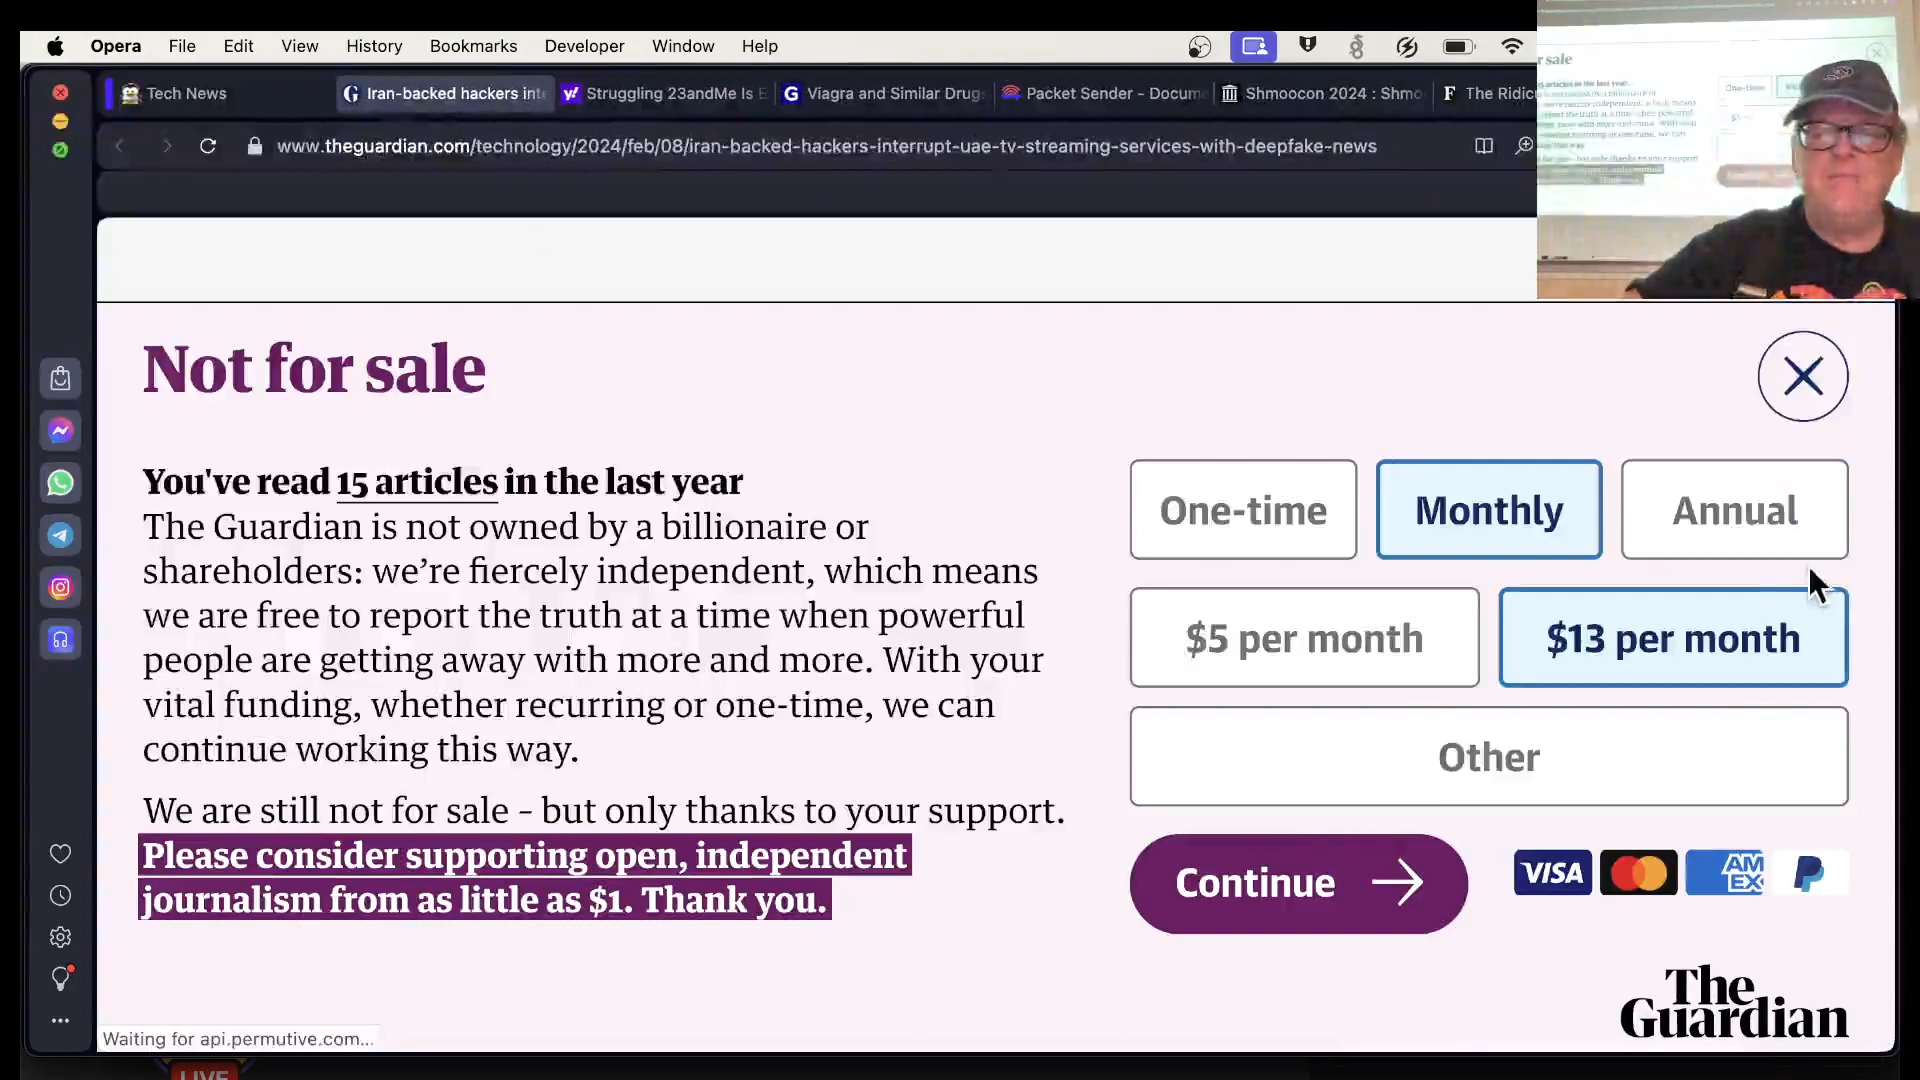 Opera File Edit View History Bookmarks Developer Window Help
Tech News
Iran-backed hackers int
Struggling 23andMe Is E
Viagra and Similar Drug
Packet Sender - Docum
Shmoocon 2024 : Shmo
The Ridic
www.theguardian.com/technology/2024/feb/08/iran-backed-hackers-interrupt-uae-tv-streaming-services-with-deepfake-news
r sale
One-time
Not for sale
You've read 15 articles in the last year
The Guardian is not owned by a billionaire or
shareholders: we’re fiercely independent, which means
we are free to report the truth at a time when powerful
people are getting away with more and more. With your
vital funding, whether recurring or one-time, we can
continue working this way.
We are still not for sale – but only thanks to your support.
Please consider supporting open, independent
journalism from as little as $1. Thank you.
One-time
Monthly
Annual
$5 per month
$13 per month
Other
Continue
VISA
AM
EX
The
Guardian
Waiting for api.permutive.com...
LIVE